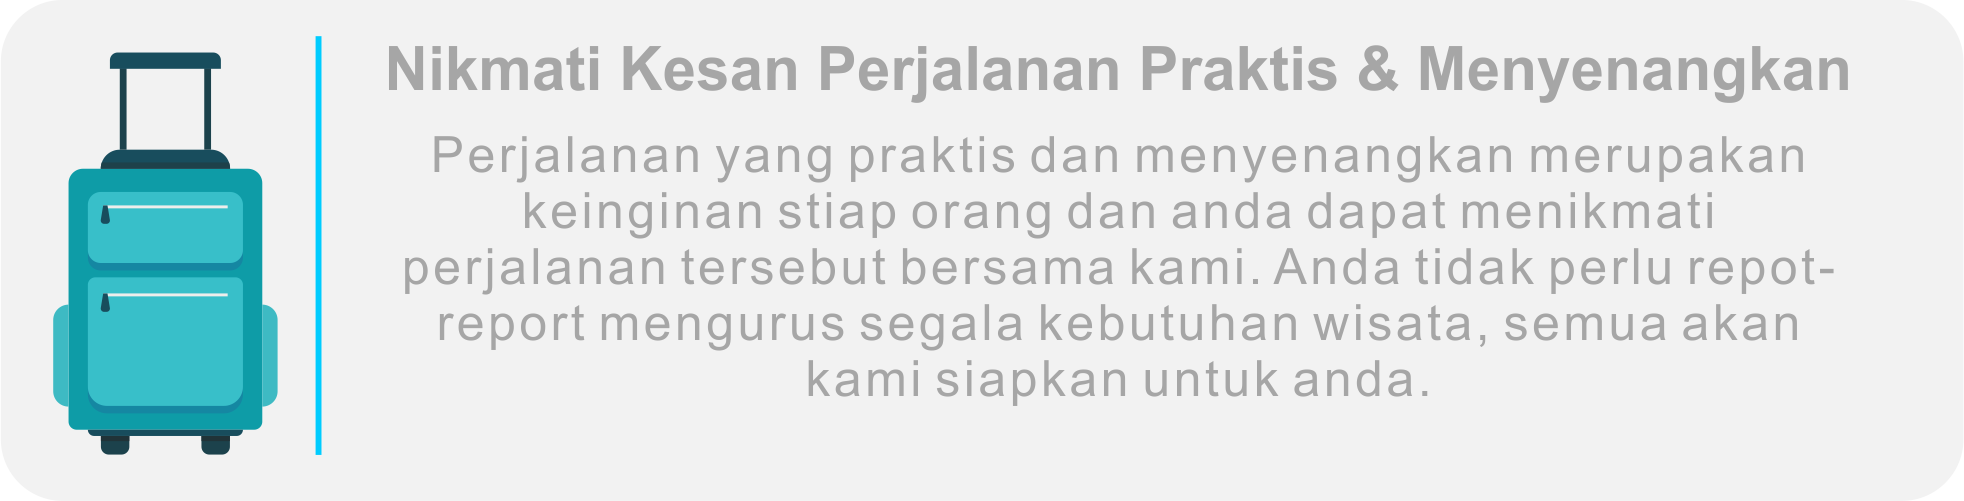 Nikmati Kesan Perjalanan Praktis & Menyenangkan
Perjalanan yang praktis dan menyenangkan merupakan
keinginan stiap orang dan anda dapat menikmati
perjalanan tersebut bersama kami. Anda tidak perlu repot-
report mengurus segala kebutuhan wisata, semua akan
kami siapkan untuk anda.